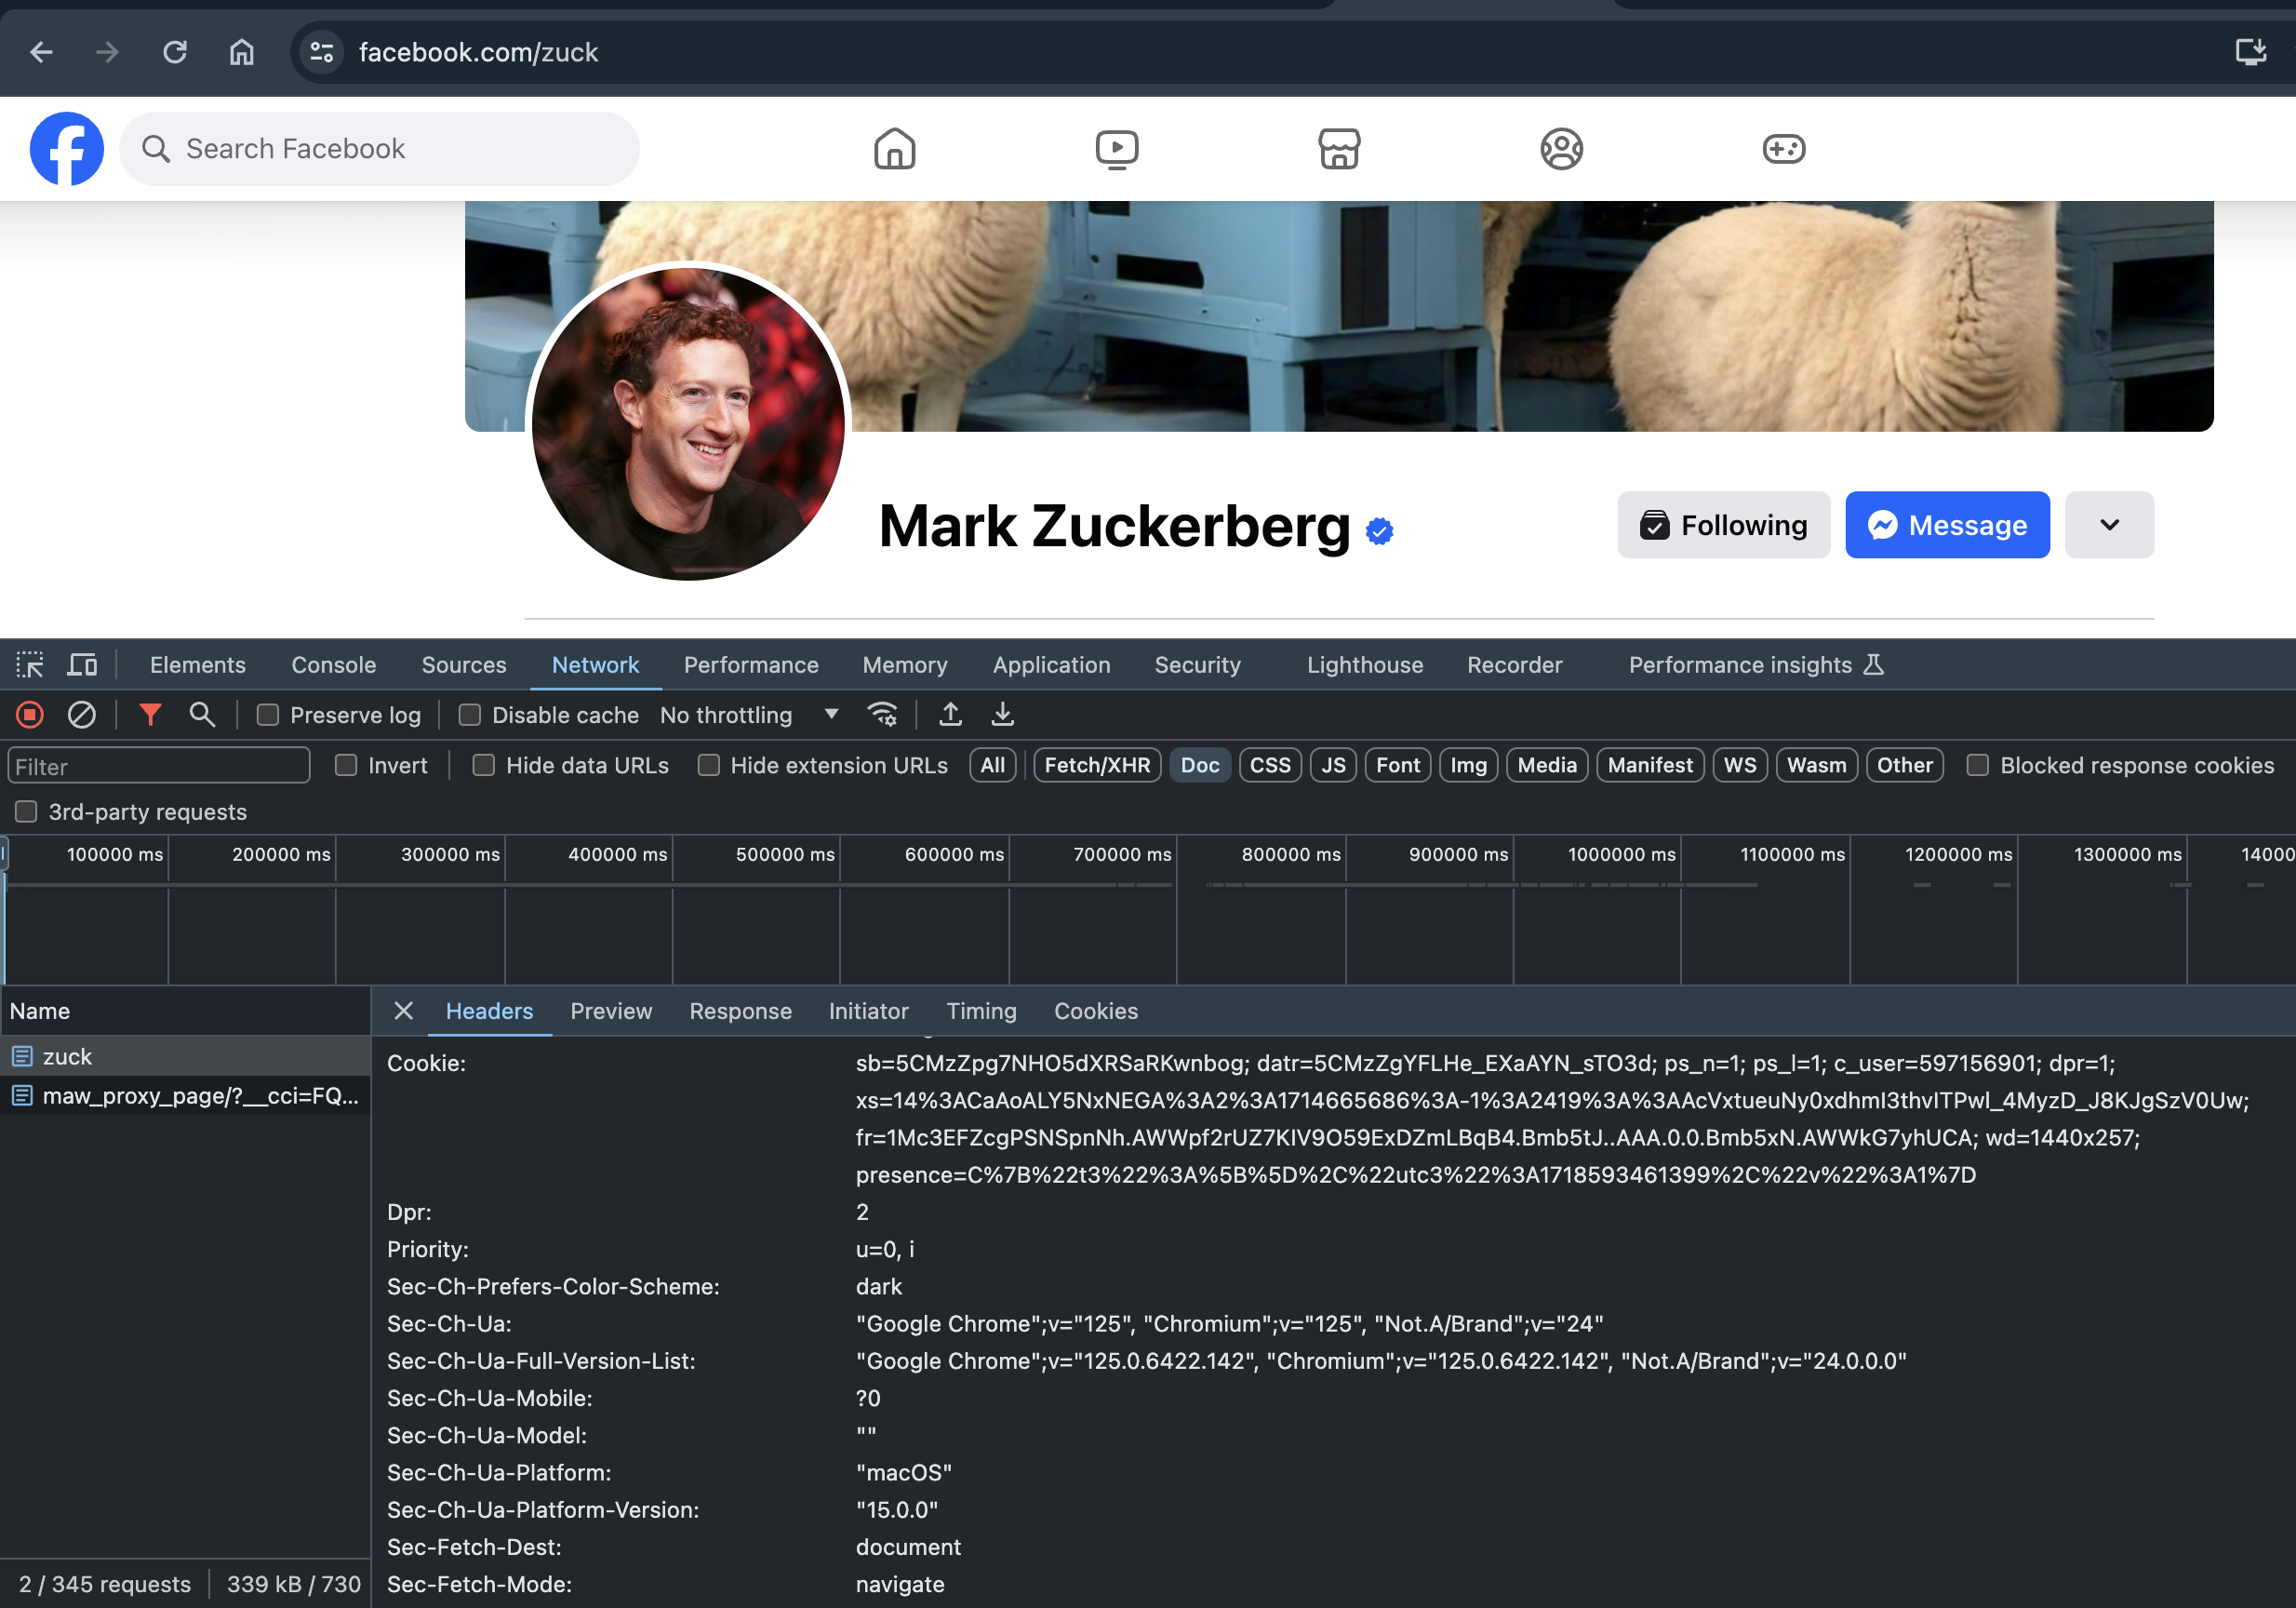 facebook.com/zuck
Search Facebook
Mark Zuckerberg
Following
Message
Elements Console Sources Network Performance Memory Application Security Lighthouse Recorder Performance insights
Preserve log Disable cache No throttling
Filter Invert Hide data URLs Hide extension URLs All Fetch/XHR Doc CSS JS Font Img Media Manifest WS Wasm Other Blocked response cookies
3rd-party requests
100000 ms 200000 ms 300000 ms 400000 ms 500000 ms 600000 ms 700000 ms 800000 ms 900000 ms 1000000 ms 1100000 ms 1200000 ms 1300000 ms 14000
Name
zuck
maw_proxy_page/?__cci=FQ...
2 / 345 requests 339 kB / 730
Headers Preview Response Initiator Timing Cookies
Cookie: sb=5CMzZpg7NHO5dXRSaRKwnbog; datr=5CMzZgYFLHe_EXaAYN_sTO3d; ps_n=1; ps_l=1; c_user=597156901; dpr=1;
xs=14%3ACaAoALY5NxNEGA%3A2%3A1714665686%3A-1%3A2419%3A%3AAcVxtueuNy0xdhmI3thvITPwl_4MyzD_J8KJgSzV0Uw;
fr=1Mc3EFZcgPSNSpnNh.AWWpf2rUZ7KIV9O59ExDZmLBqB4.Bmb5tJ..AAA.0.0.Bmb5xN.AWWkG7yhUCA; wd=1440x257;
presence=C%7B%22t3%22%3A%5B%5D%2C%22utc3%22%3A1718593461399%2C%22v%22%3A1%7D
Dpr: 2
Priority: u=0, i
Sec-Ch-Prefers-Color-Scheme: dark
Sec-Ch-Ua: "Google Chrome";v="125", "Chromium";v="125", "Not.A/Brand";v="24"
Sec-Ch-Ua-Full-Version-List: "Google Chrome";v="125.0.6422.142", "Chromium";v="125.0.6422.142", "Not.A/Brand";v="24.0.0.0"
Sec-Ch-Ua-Mobile: ?0
Sec-Ch-Ua-Model: ""
Sec-Ch-Ua-Platform: "macOS"
Sec-Ch-Ua-Platform-Version: "15.0.0"
Sec-Fetch-Dest: document
Sec-Fetch-Mode: navigate